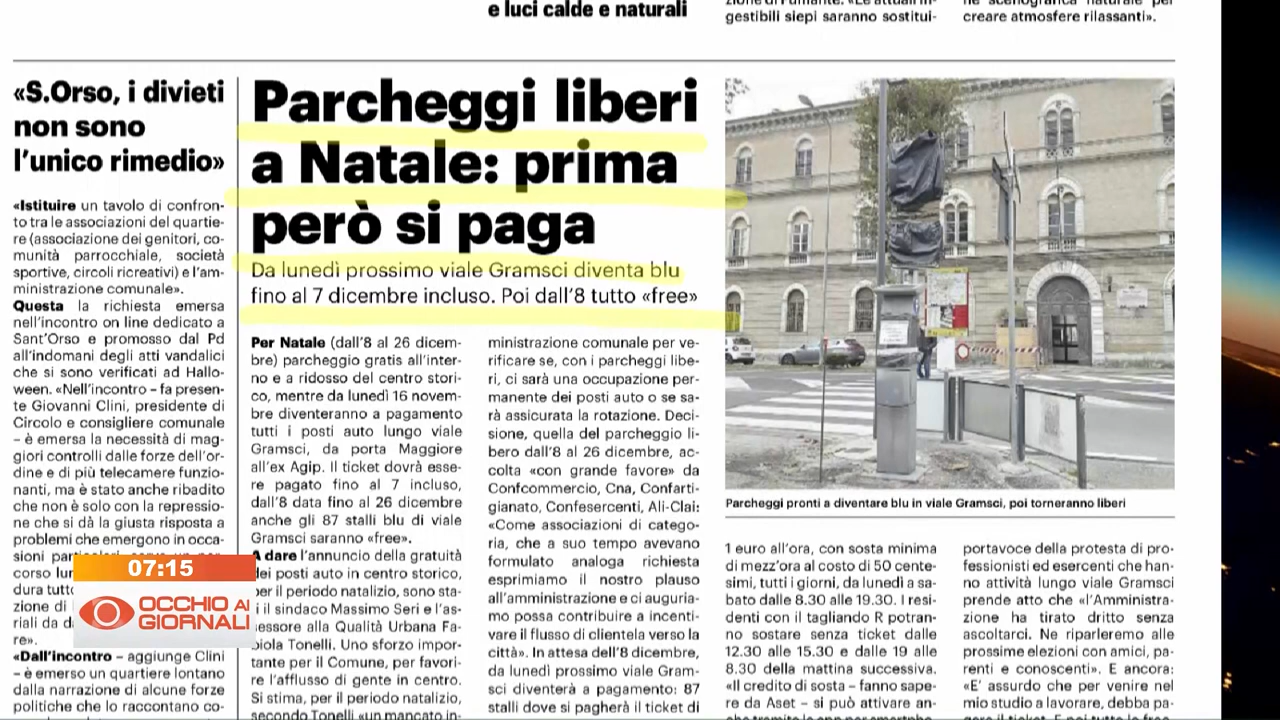 e luci calde e naturali
gestibili siepi saranno sostitui-
creare atmosfere rilassanti».
«S.Orso, i divieti
non sono
l'unico rimedio»
«Istituire un tavolo di confron-
to tra le associazioni del quartie-
re (associazione dei genitori, co-
munità parrocchiale, società
sportive, circoli ricreativi) e l'am-
ministrazione comunale».
Questa la richiesta emersa
nell'incontro on line dedicato a
Sant'Orso e promosso dal Pd
all'indomani degli atti vandalici
che si sono verificati ad Hallo-
ween. «Nell'incontro – fa presen-
te Giovanni Clini, presidente di
Circolo e consigliere comunale
– è emersa la necessità di mag-
giori controlli dalle forze dell'or-
dine e di più telecamere funzio-
nanti, ma è stato anche ribadito
che non è solo con la repressio-
ne che si dà la giusta risposta a
problemi che emergono in occa-
sioni
corso
dura
zione di
riali da
re».
«Dall'incontro – aggiunge Clini
– è emerso un quartiere lontano
dalla narrazione di alcune forze
politiche che lo raccontano co-
Parcheggi liberi
a Natale: prima
però si paga
Da lunedì prossimo viale Gramsci diventa blu
fino al 7 dicembre incluso. Poi dall'8 tutto «free»
Per Natale (dall'8 al 26 dicem-
bre) parcheggio gratis all'inter-
no e a ridosso del centro stori-
co, mentre da lunedì 16 novem-
bre diventeranno a pagamento
tutti i posti auto lungo viale
Gramsci, da porta Maggiore
all'ex Agip. Il ticket dovrà esse-
re pagato fino al 7 incluso,
dall'8 data fino al 26 dicembre
anche gli 87 stalli blu di viale
Gramsci saranno «free».
A dare l'annuncio della gratuità
dei posti auto in centro storico,
per il periodo natalizio, sono sta-
ti il sindaco Massimo Seri e l'as-
sessore alla Qualità Urbana Fa-
biola Tonelli. Uno sforzo impor-
tante per il Comune, per favori-
re l'afflusso di gente in centro.
Si stima, per il periodo natalizio,
secondo Tonelli «un mancato in-
ministrazione comunale per ve-
rificare se, con i parcheggi libe-
ri, ci sarà una occupazione per-
manente dei posti auto o se sa-
rà assicurata la rotazione. Deci-
sione, quella del parcheggio li-
bero dall'8 al 26 dicembre, ac-
colta «con grande favore» da
Confcommercio, Cna, Confarti-
gianato, Confesercenti, Ali-Clai:
«Come associazioni di catego-
ria, che a suo tempo avevano
formulato analoga richiesta
esprimiamo il nostro plauso
all'amministrazione e ci auguria-
mo possa contribuire a incenti-
vare il flusso di clientela verso la
città». In attesa dell'8 dicembre,
da lunedì prossimo viale Gram-
sci diventerà a pagamento: 87
stalli dove si pagherà il ticket di
Parcheggi pronti a diventare blu in viale Gramsci, poi torneranno liberi
1 euro all'ora, con sosta minima
di mezz'ora al costo di 50 cente-
simi, tutti i giorni, da lunedì a sa-
bato dalle 8.30 alle 19.30. I resi-
denti con il tagliando R potran-
no sostare senza ticket dalle
12.30 alle 15.30 e dalle 19 alle
8.30 della mattina successiva.
«Il credito di sosta – fanno sape-
re da Aset – si può attivare an-
portavoce della protesta di pro-
fessionisti ed esercenti che han-
no attività lungo viale Gramsci
prende atto che «l'Amministra-
zione ha tirato dritto senza
ascoltarci. Ne riparleremo alle
prossime elezioni con amici, pa-
renti e conoscenti». E ancora:
«E' assurdo che per venire nel
mio studio a lavorare, debba pa-
07:15
OCCHIO AI
GIORNALI